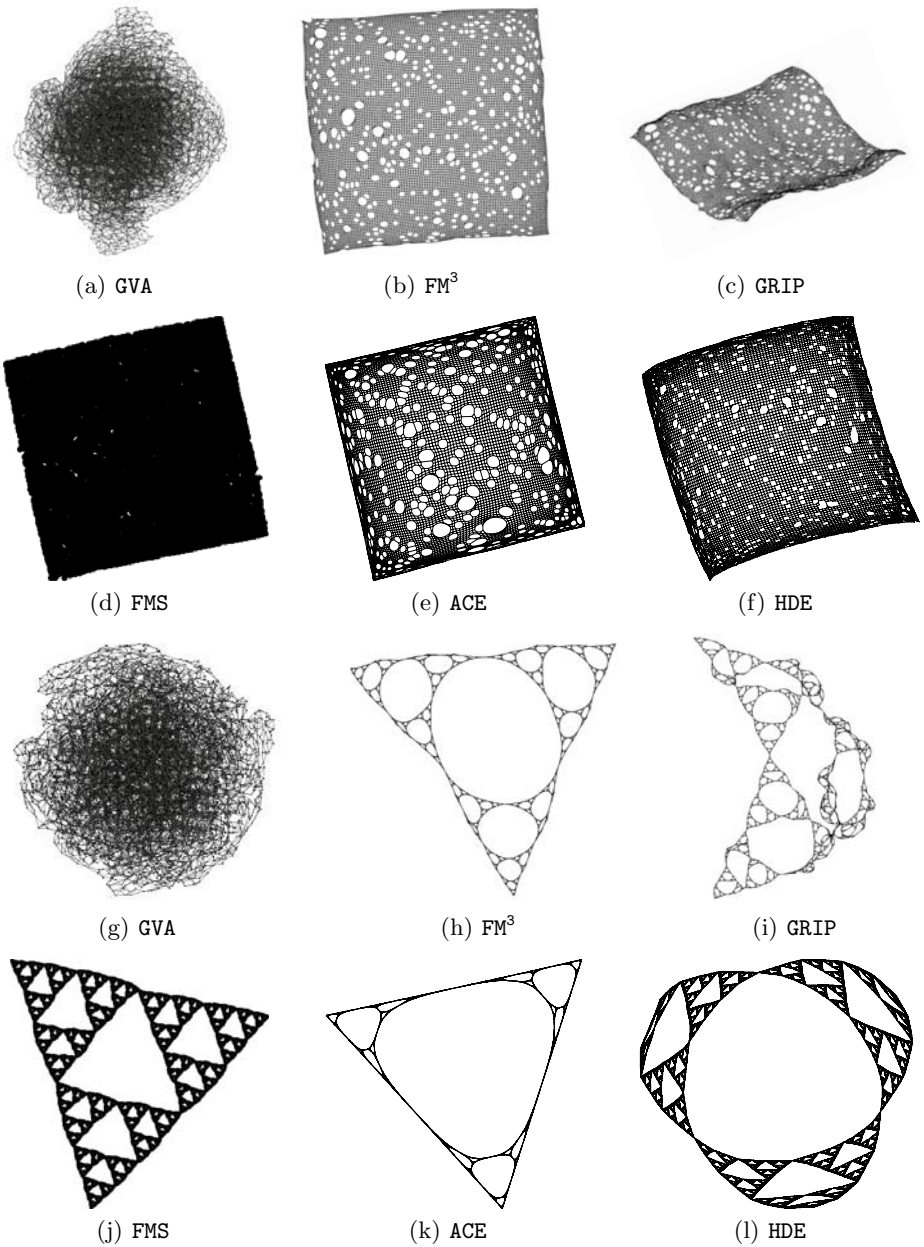 (a) GVA
(b) FM³
(c) GRIP
(d) FMS
(e) ACE
(f) HDE
(g) GVA
(h) FM³
(i) GRIP
(j) FMS
(k) ACE
(l) HDE